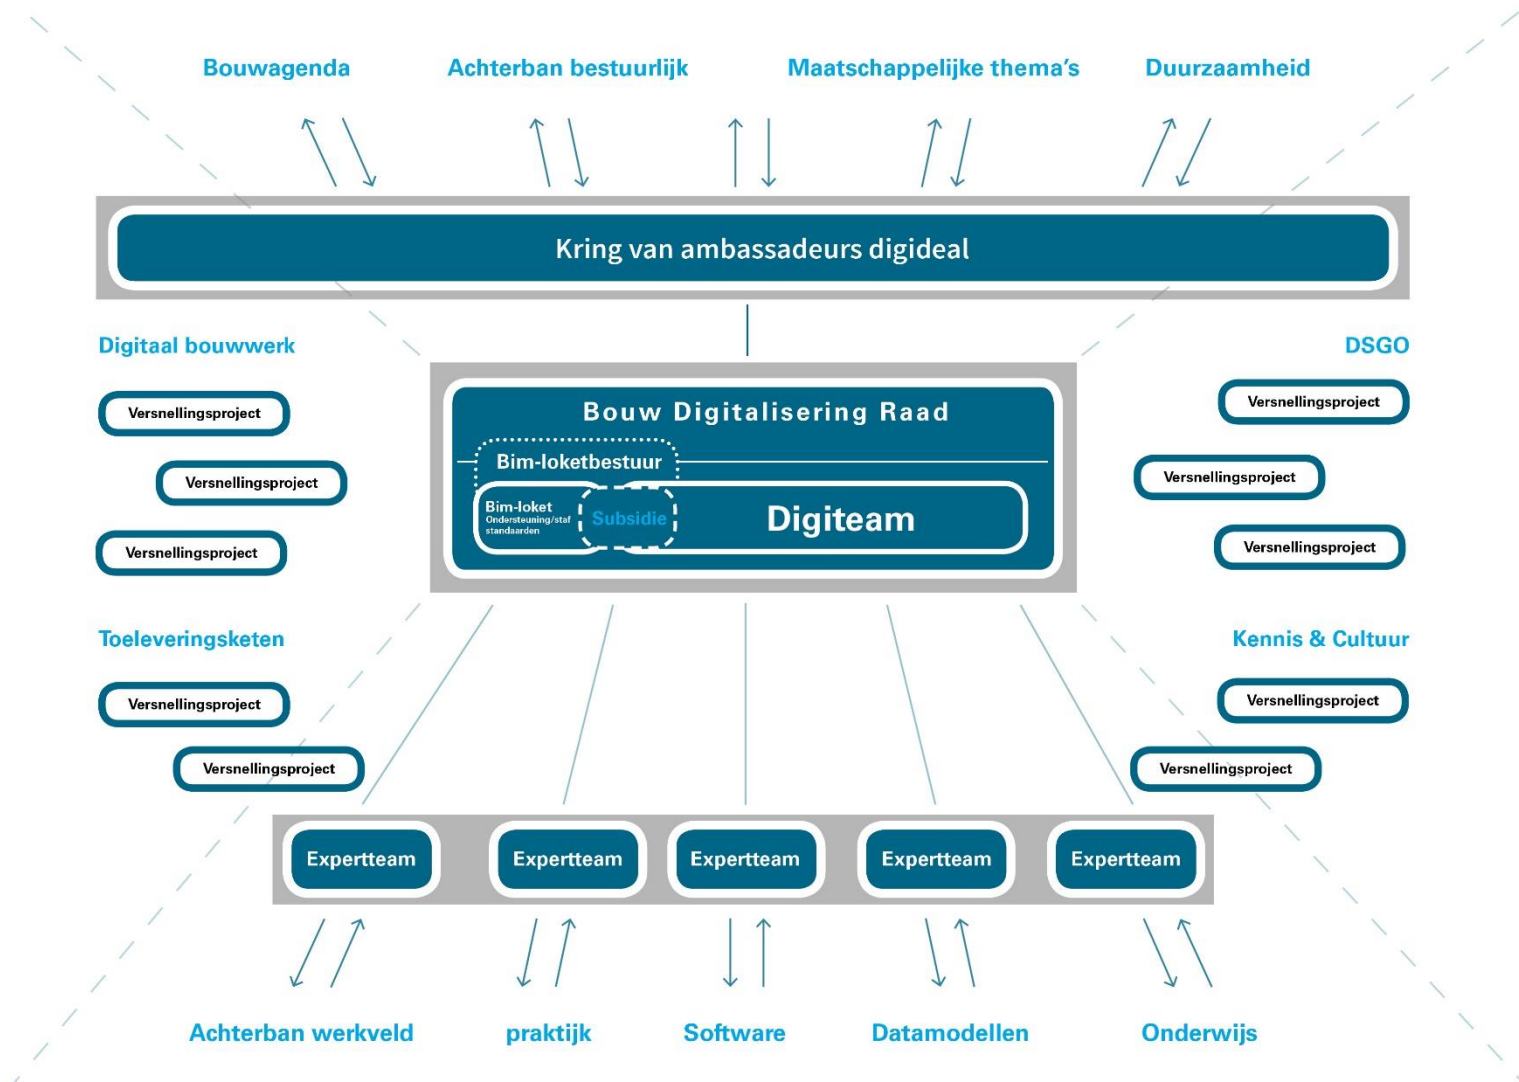 Bouwagenda
Achterban bestuurlijk
Maatschappelijke thema's
Duurzaamheid
Kring van ambassadeurs digideal
Digitaal bouwwerk
Versnellingsproject
Versnellingsproject
Versnellingsproject
DSGO
Versnellingsproject
Versnellingsproject
Versnellingsproject
Bouw Digitalisering Raad
Bim-loketbestuur
Bim-loket
Ondersteuning/staf
standaarden
Subsidie
Digiteam
Toeleveringsketen
Versnellingsproject
Versnellingsproject
Kennis & Cultuur
Versnellingsproject
Versnellingsproject
Expertteam
Expertteam
Expertteam
Expertteam
Expertteam
Achterban werkveld
praktijk
Software
Datamodellen
Onderwijs